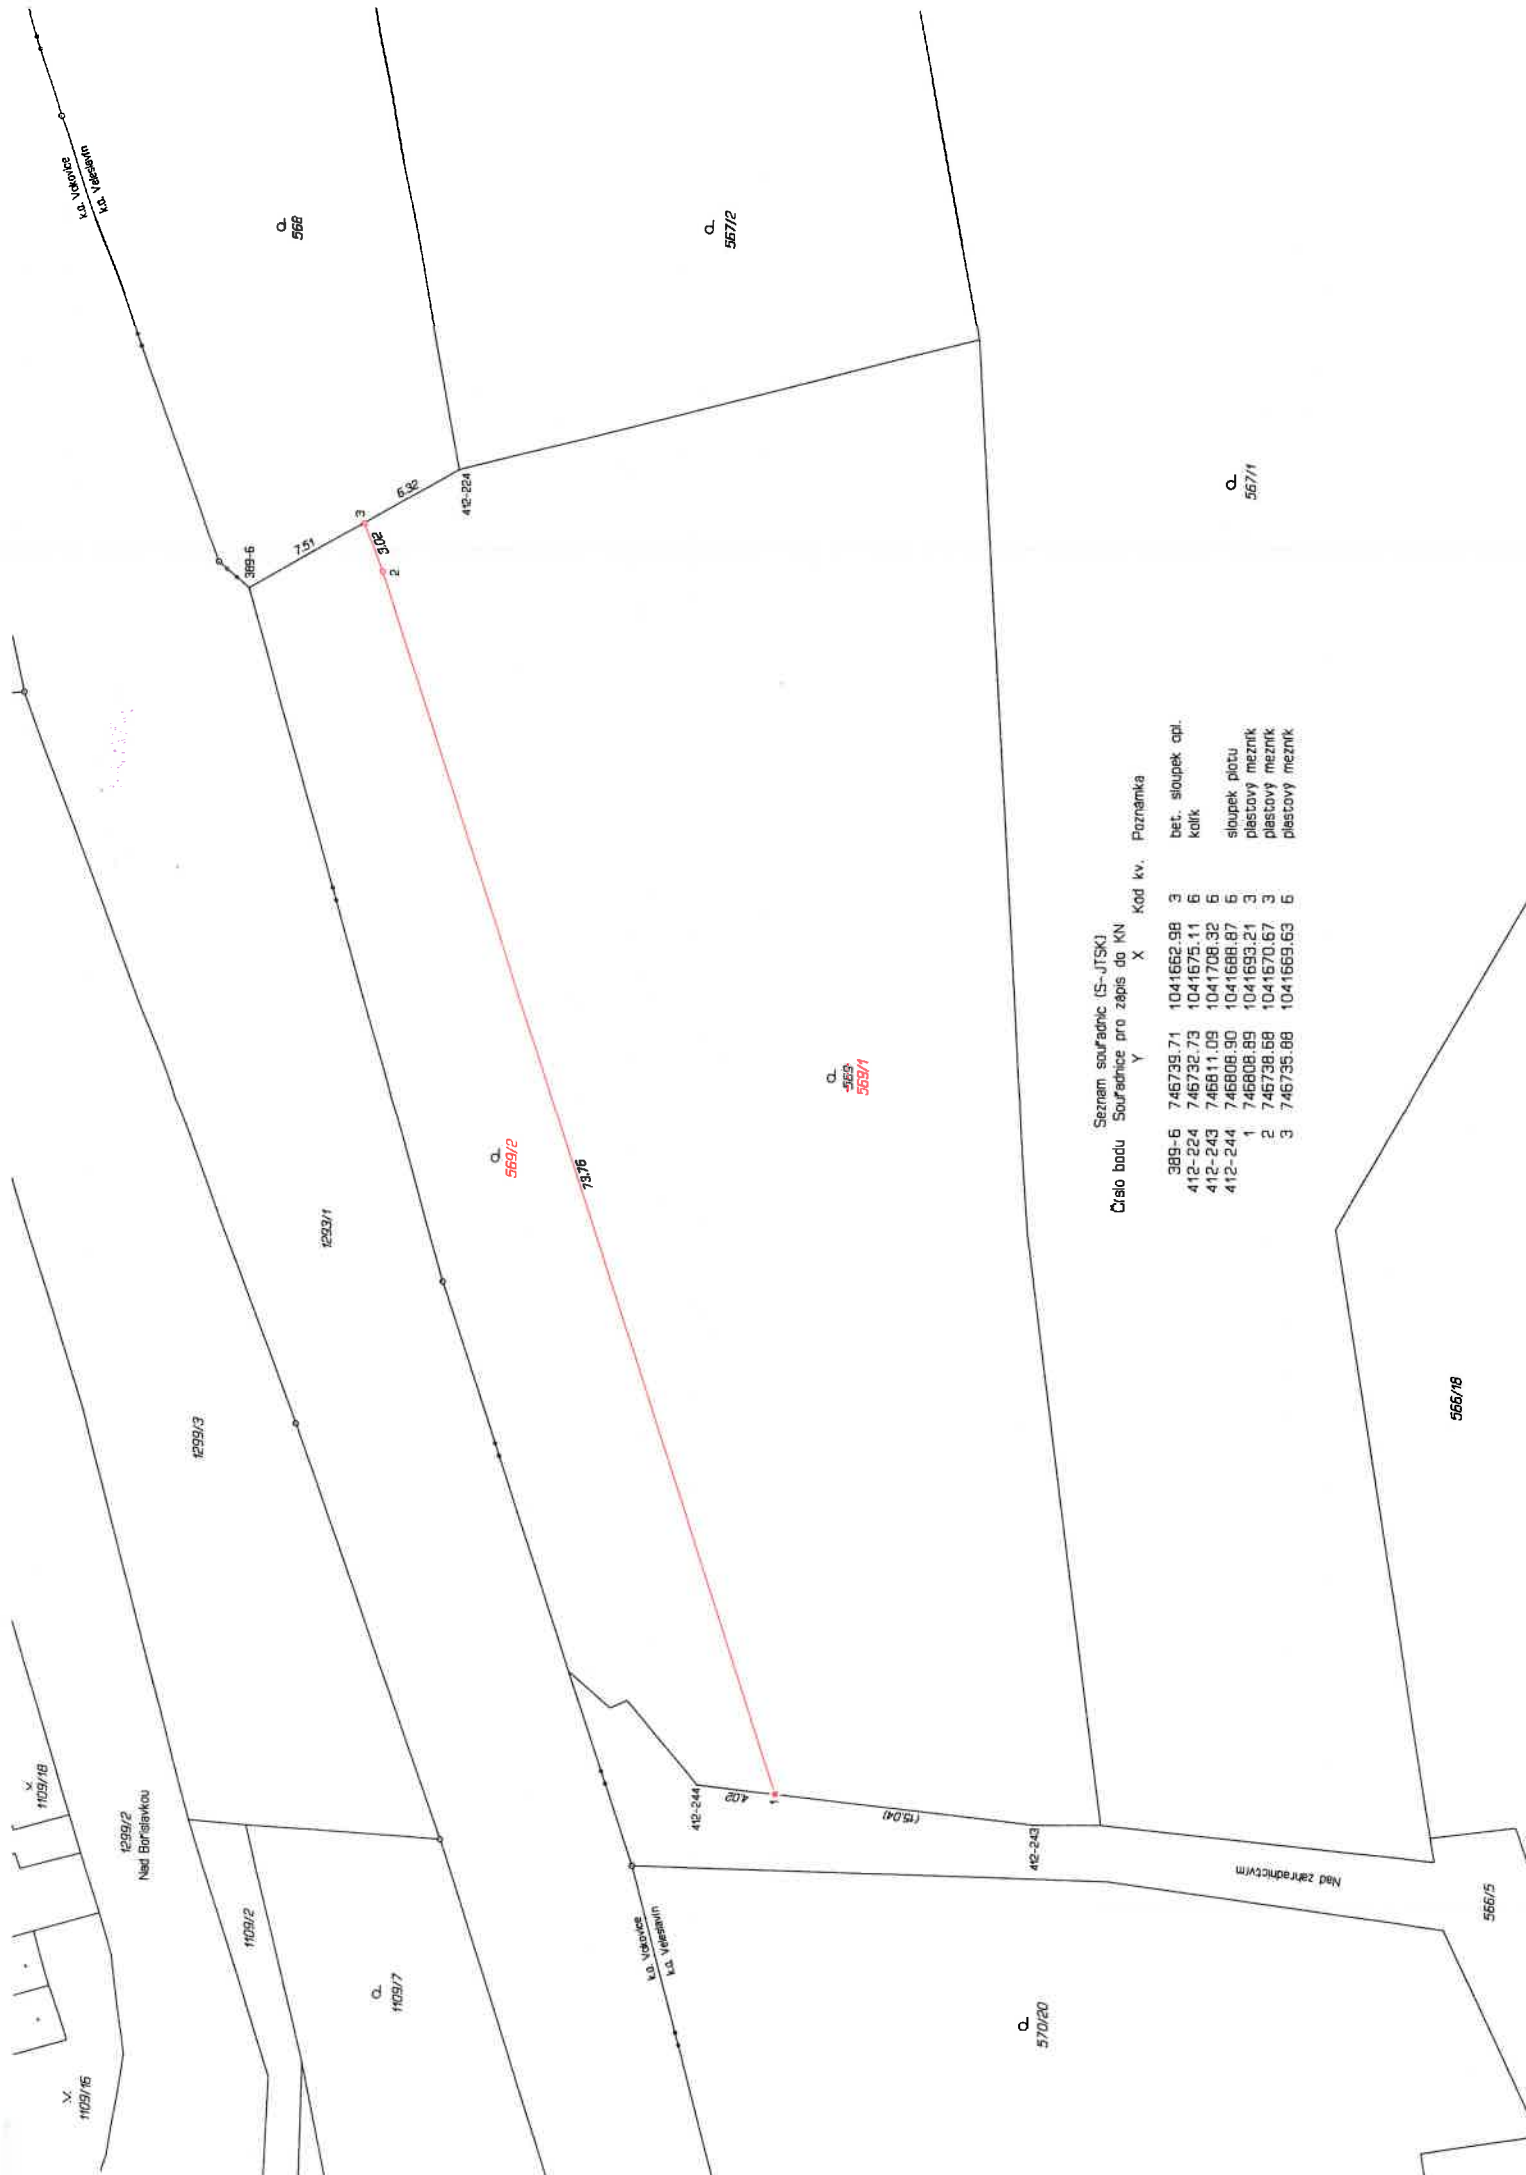 k.ú. Vokovice
k.ú. Veleslavín
568
567/2
389-6
7.51
3
6.32
3.02
2
412-224
567/1
1293/1
1299/3
569/2
73.76
569
569/1
1109/18
1299/2
Nad Bořislavkou
1109/2
1109/7
1109/16
412-244
4.02
1
(15.04)
412-243
k.ú. Vokovice
k.ú. Veleslavín
Nad zahradnictvím
570/20
566/5
566/18
Seznam souřadnic (S-JTSK)
Číslo bodu Souřadnice pro zápis do KN
Y X Kód kv. Poznámka
389-6 746739.71 1041662.98 3 bet. sloupek opl.
412-224 746732.73 1041675.11 6 kolík
412-243 746811.09 1041708.32 6
412-244 746808.90 1041688.87 6 sloupek plotu
1 746808.89 1041693.21 3 plastový mezník
2 746738.68 1041670.67 3 plastový mezník
3 746735.88 1041669.63 6 plastový mezník